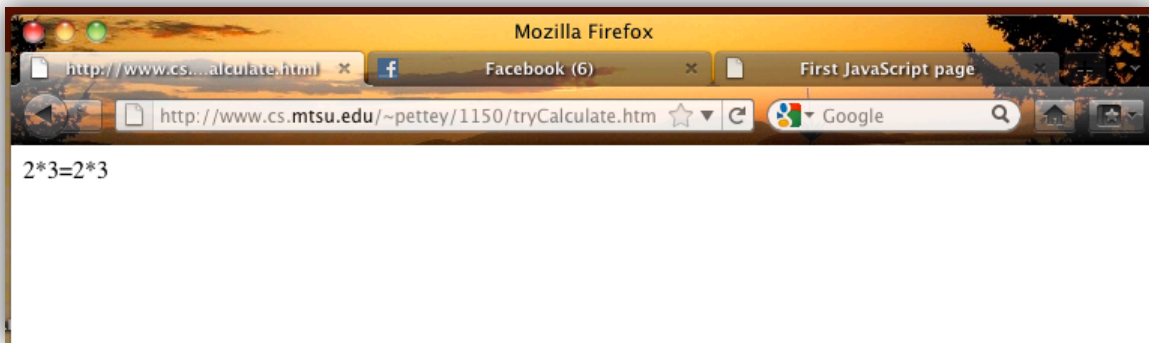 Mozilla Firefox
http://www.cs....alculate.html
Facebook (6)
First JavaScript page
http://www.cs.mtsu.edu/~pettey/1150/tryCalculate.htm
Google
2*3=2*3